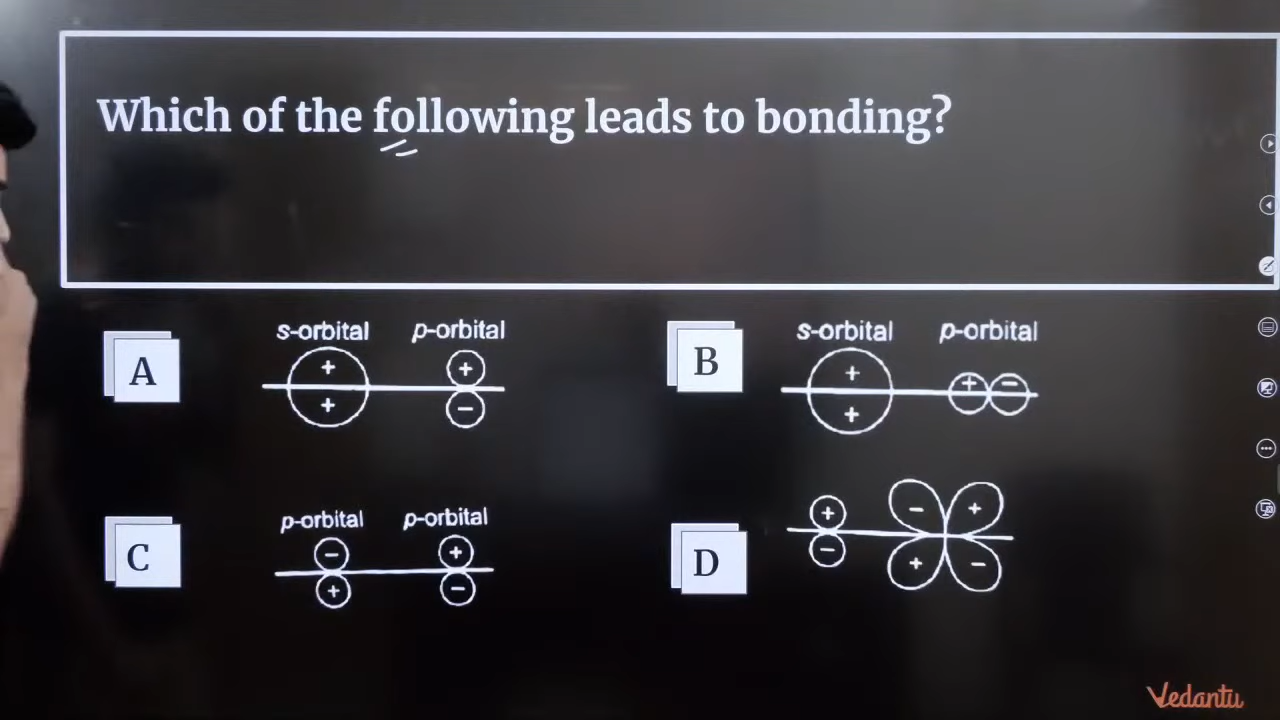 Which of the following leads to bonding?
A
s-orbital p-orbital
+ +
+ −
B
s-orbital p-orbital
+ + −
+
C
p-orbital p-orbital
− +
+ −
D
+ − +
− + −
Vedantu